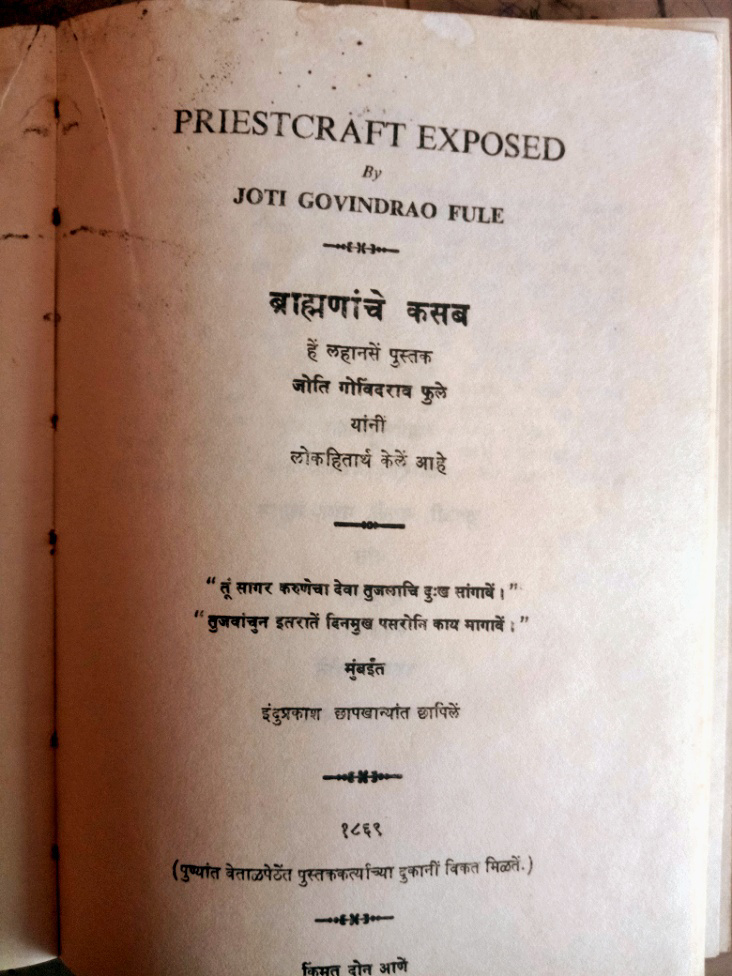 PRIESTCRAFT EXPOSED
By
JOTI GOVINDRAO FULE
ब्राह्मणांचे कसब
हें लहानसें पुस्तक
जोति गोविंदराव फुले
यांनीं
लोकहितार्थ केलें आहे
“तूं सागर करुणेचा देवा तुजलाचि दुःख सांगावें।”
“तुजवांचुन इतरातें दिनमुख पसरोनि काय मागावें;”
मुंबईंत
इंदुप्रकाश छापखान्यांत छापिलें
१८६९
(पुण्यांत वेताळपेठेंत पुस्तककर्त्याच्या दुकानीं विकत मिळतें.)
किंमत दोन आणे